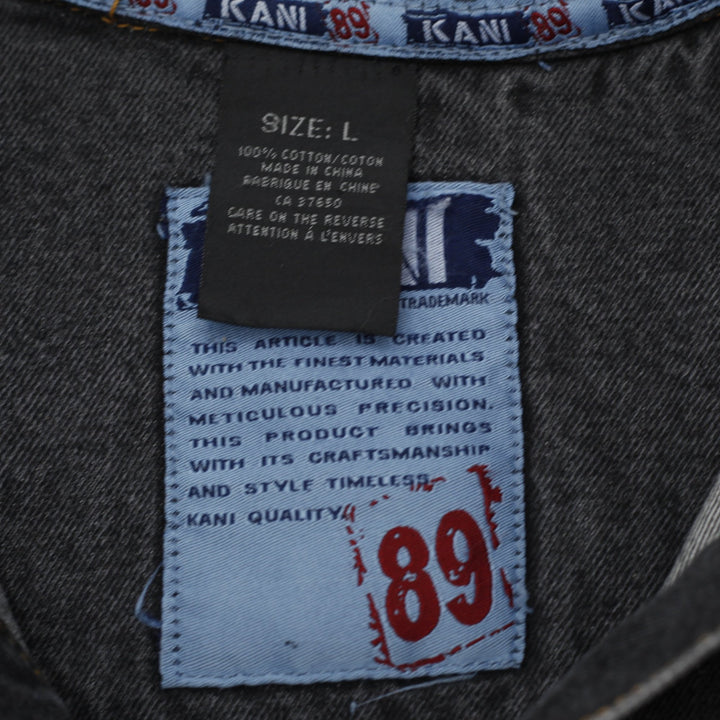 89 KANI 89 KANI 89 KANI
SIZE: L
100% COTTON/COTON
MADE IN CHINA
FABRIQUE EN CHINE
CA 37650
CARE ON THE REVERSE
ATTENTION À L'ENVERS
TRADEMARK
THIS ARTICLE IS CREATED
WITH THE FINEST MATERIALS
AND MANUFACTURED WITH
METICULOUS PRECISION.
THIS PRODUCT BRINGS
WITH ITS CRAFTSMANSHIP
AND STYLE TIMELESS
KANI QUALITY
89